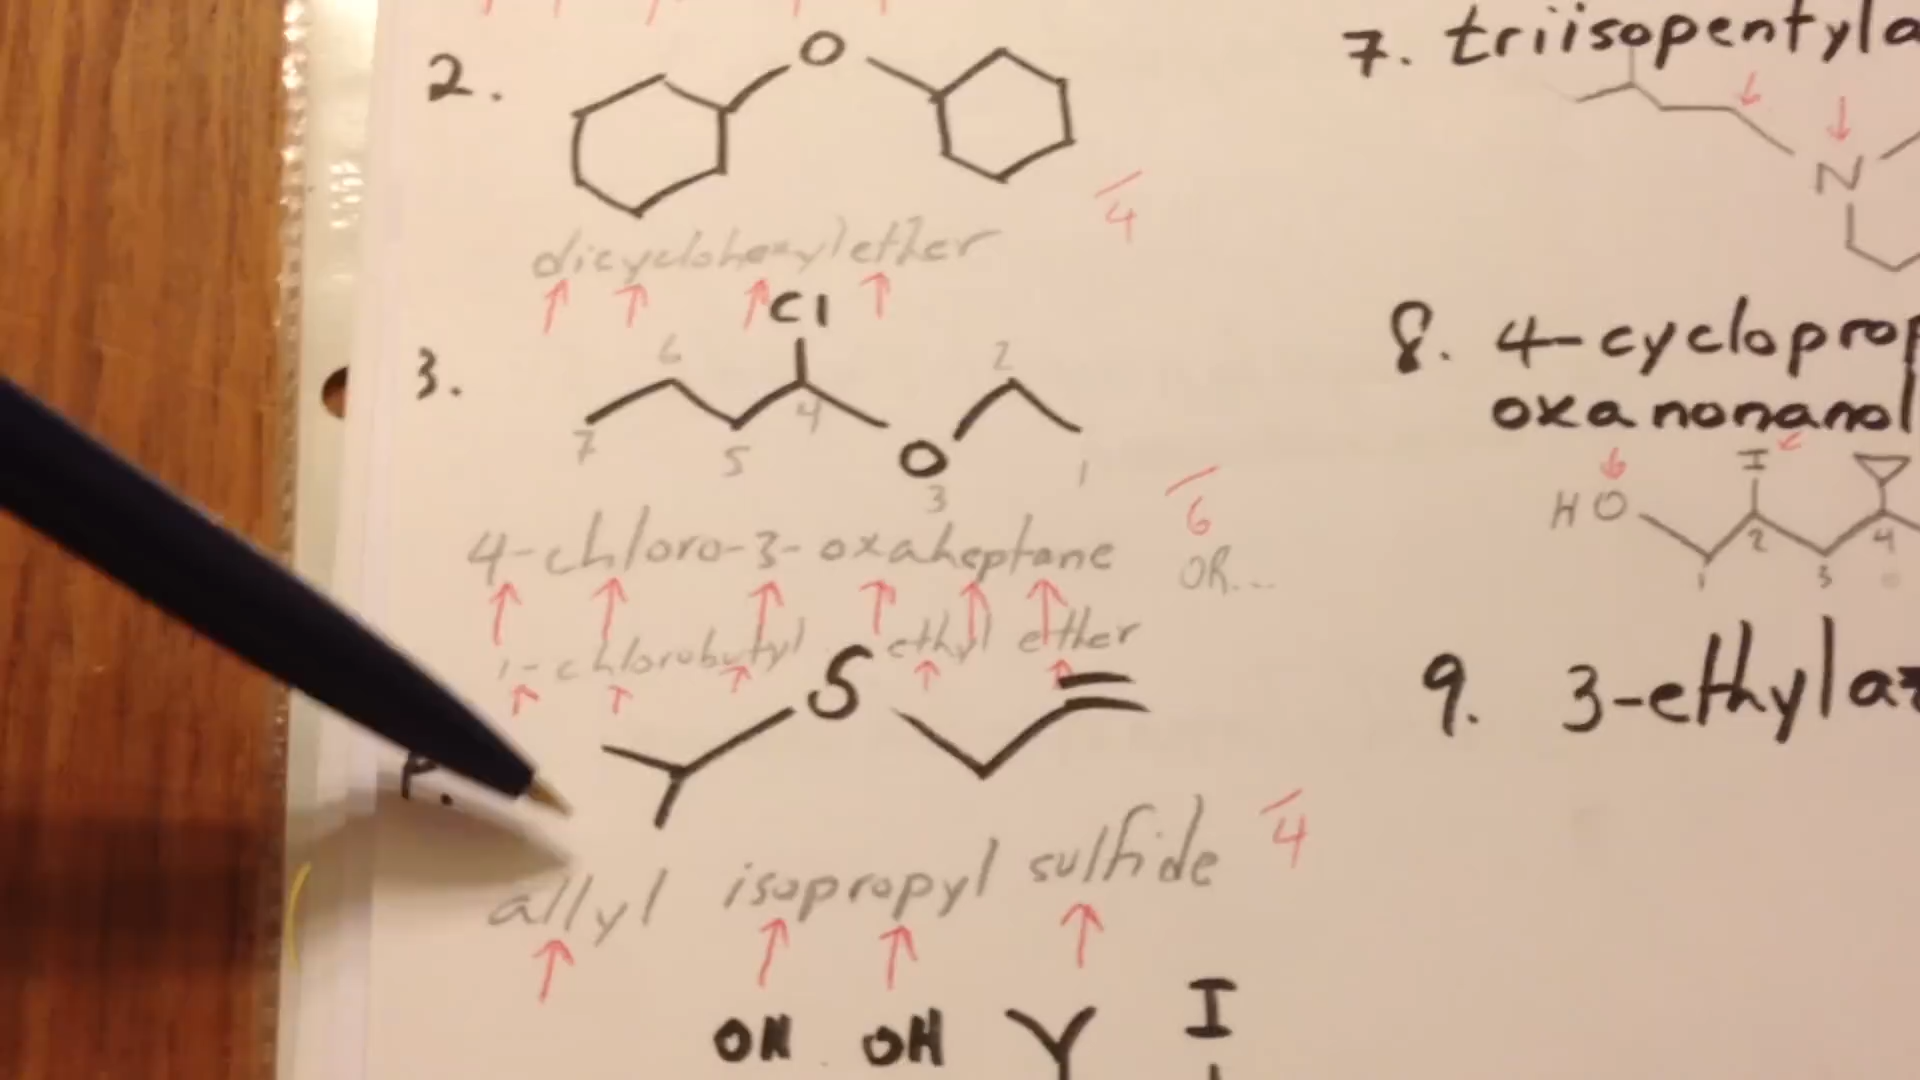 2.
O
4
dicyclohexylether
Cl
3.
6
2
4
7
5
O
1
3
6
4-chloro-3-oxaheptane
OR...
1-chlorobutyl ethyl ether
S
4
allyl isopropyl sulfide
OH OH I
7. triisopentyla
N
8. 4-cycloprop
oxanonanol
I
HO
2
4
1
3
9. 3-ethylaz